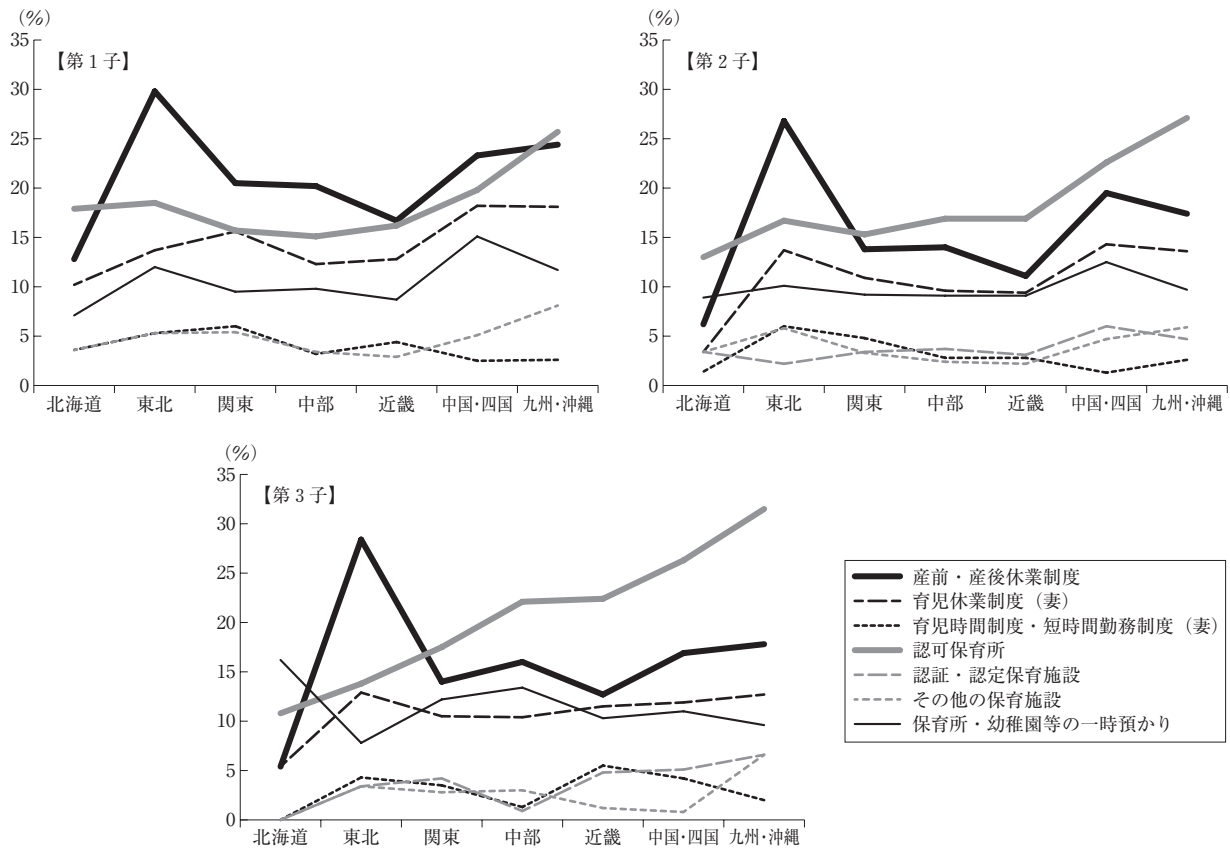 (%)
35
30
25
20
15
10
5
0
【第1子】
北海道 東北 関東 中部 近畿 中国・四国 九州・沖縄
(%)
35
30
25
20
15
10
5
0
【第2子】
北海道 東北 関東 中部 近畿 中国・四国 九州・沖縄
(%)
35
30
25
20
15
10
5
0
【第3子】
北海道 東北 関東 中部 近畿 中国・四国 九州・沖縄
産前・産後休業制度
育児休業制度(妻)
育児時間制度・短時間勤務制度(妻)
認可保育所
認証・認定保育施設
その他の保育施設
保育所・幼稚園等の一時預かり